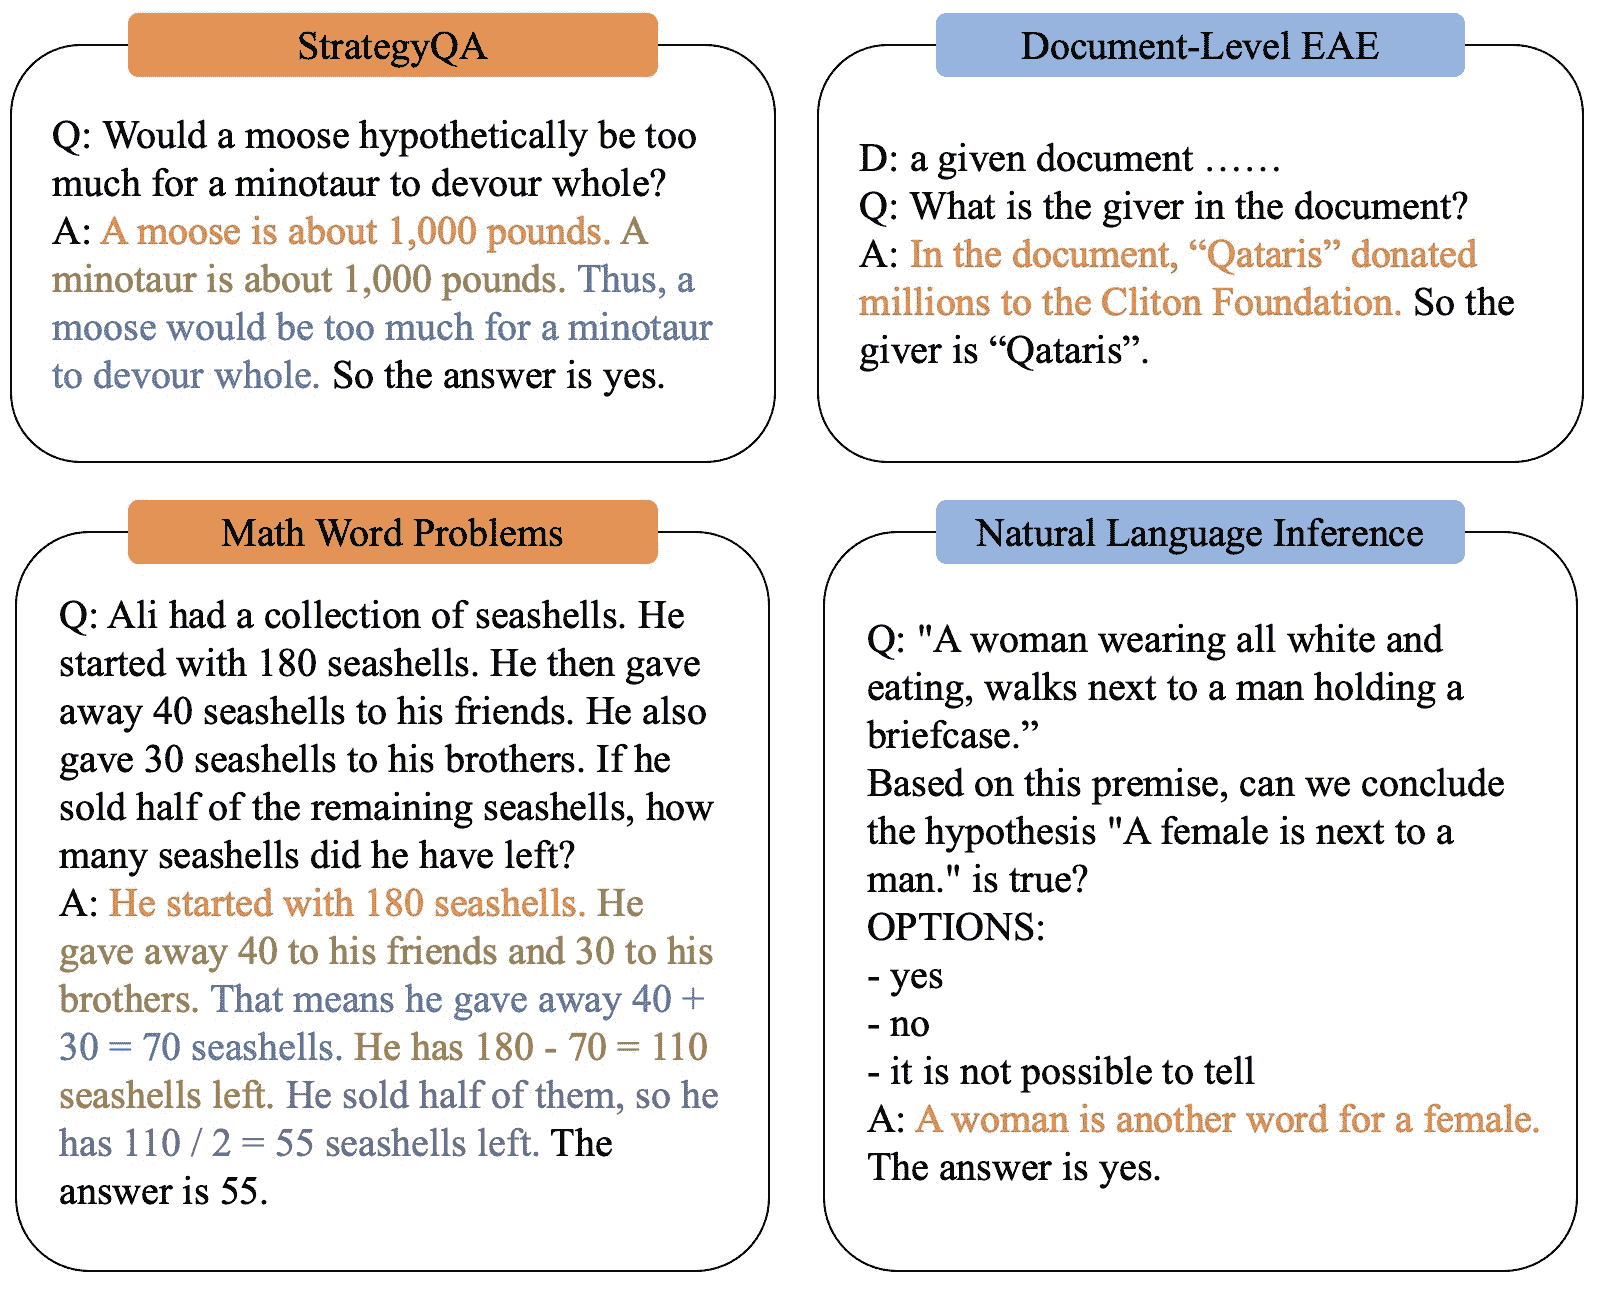 StrategyQA
Q: Would a moose hypothetically be too
much for a minotaur to devour whole?
A: A moose is about 1,000 pounds. A
minotaur is about 1,000 pounds. Thus, a
moose would be too much for a minotaur
to devour whole. So the answer is yes.
Document-Level EAE
D: a given document ……
Q: What is the giver in the document?
A: In the document, “Qataris” donated
millions to the Cliton Foundation. So the
giver is “Qataris”.
Math Word Problems
Q: Ali had a collection of seashells. He
started with 180 seashells. He then gave
away 40 seashells to his friends. He also
gave 30 seashells to his brothers. If he
sold half of the remaining seashells, how
many seashells did he have left?
A: He started with 180 seashells. He
gave away 40 to his friends and 30 to his
brothers. That means he gave away 40 +
30 = 70 seashells. He has 180 - 70 = 110
seashells left. He sold half of them, so he
has 110 / 2 = 55 seashells left. The
answer is 55.
Natural Language Inference
Q: "A woman wearing all white and
eating, walks next to a man holding a
briefcase.”
Based on this premise, can we conclude
the hypothesis "A female is next to a
man." is true?
OPTIONS:
- yes
- no
- it is not possible to tell
A: A woman is another word for a female.
The answer is yes.